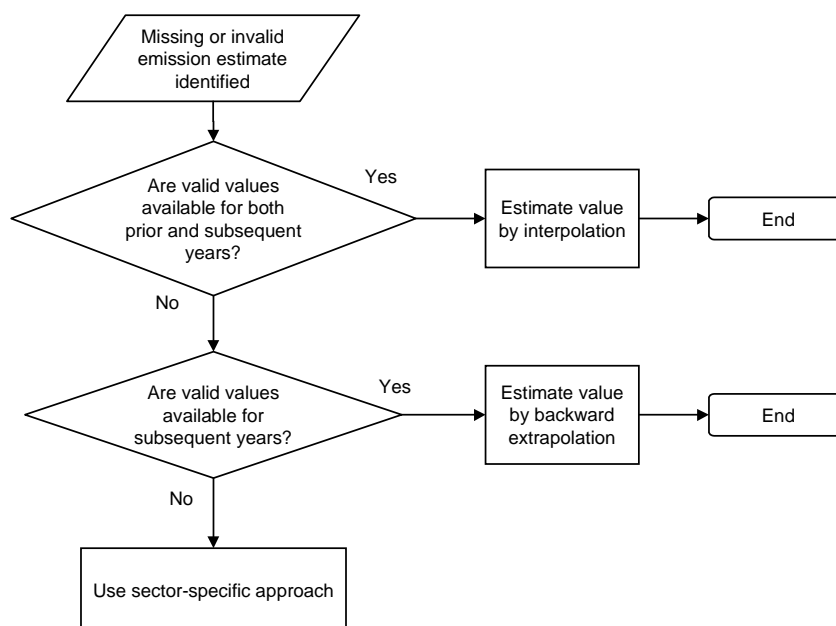 Missing or invalid
emission estimate
identified
Are valid values
available for both
prior and subsequent
years?
Yes
Estimate value
by interpolation
End
No
Are valid values
available for
subsequent years?
Yes
Estimate value
by backward
extrapolation
End
No
Use sector-specific approach